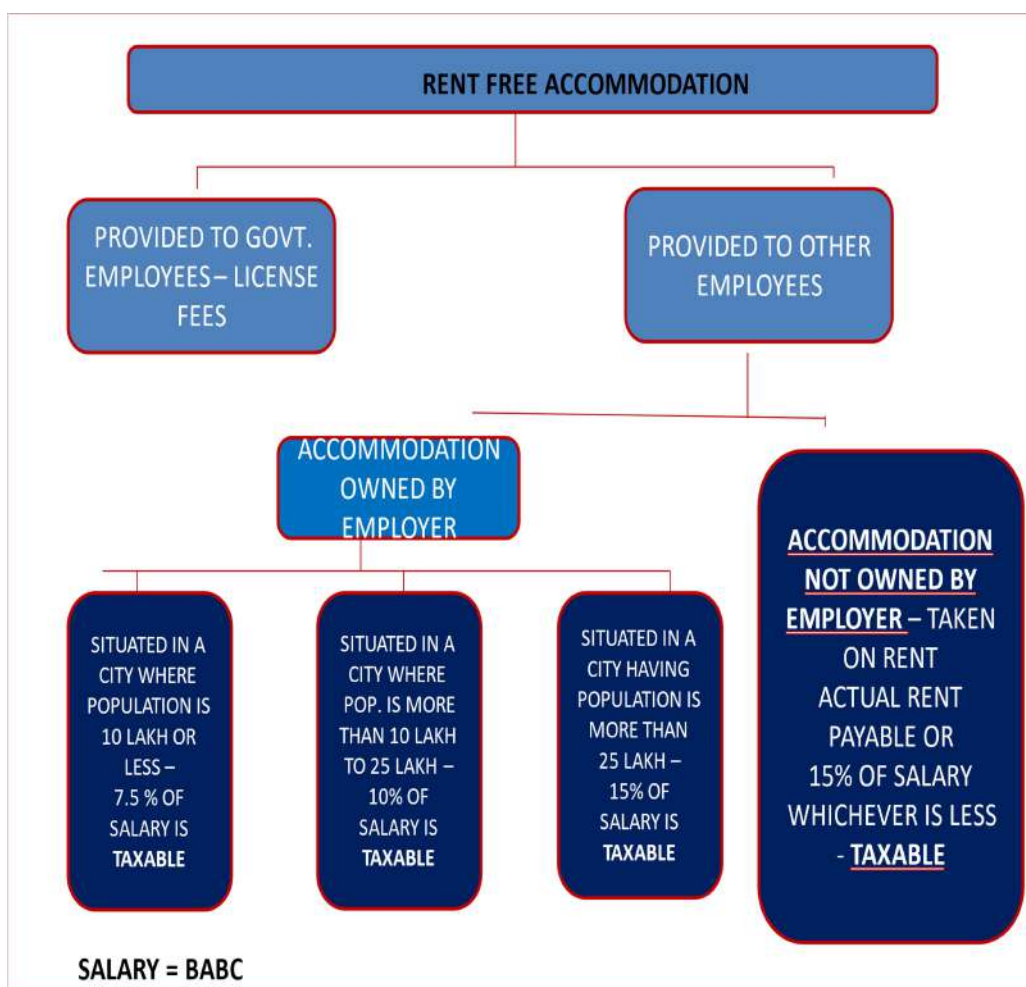 RENT FREE ACCOMMODATION
PROVIDED TO GOVT.
EMPLOYEES – LICENSE
FEES
PROVIDED TO OTHER
EMPLOYEES
ACCOMMODATION
OWNED BY
EMPLOYER
SITUATED IN A
CITY WHERE
POPULATION IS
10 LAKH OR
LESS –
7.5 % OF
SALARY IS
TAXABLE
SITUATED IN A
CITY WHERE
POP. IS MORE
THAN 10 LAKH
TO 25 LAKH –
10% OF
SALARY IS
TAXABLE
SITUATED IN A
CITY HAVING
POPULATION IS
MORE THAN
25 LAKH –
15% OF
SALARY IS
TAXABLE
ACCOMMODATION
NOT OWNED BY
EMPLOYER – TAKEN
ON RENT
ACTUAL RENT
PAYABLE OR
15% OF SALARY
WHICHEVER IS LESS
- TAXABLE
SALARY = BABC